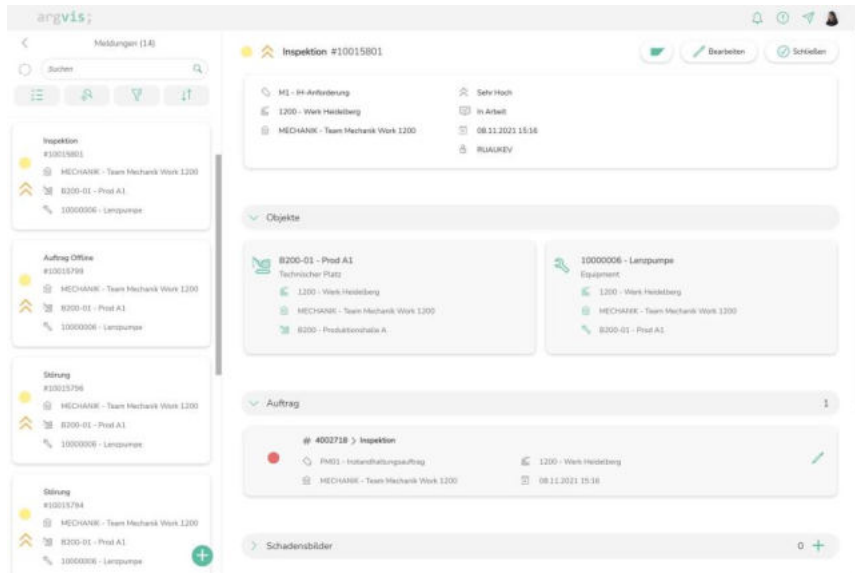 argvis;
Meldungen (14)
Suchen
Inspektion
#10015801
MECHANIK - Team Mechanik Work 1200
B200-01 - Prod A1
10000006 - Lenzpumpe
Auftrag Offline
#10015799
MECHANIK - Team Mechanik Work 1200
B200-01 - Prod A1
10000006 - Lenzpumpe
Störung
#10015796
MECHANIK - Team Mechanik Work 1200
B200-01 - Prod A1
10000006 - Lenzpumpe
Störung
#10015784
MECHANIK - Team Mechanik Work 1200
B200-01 - Prod A1
10000006 - Lenzpumpe
Inspektion #10015801
Bearbeiten
Schließen
M1 - IH-Anforderung
Sehr Hoch
1200 - Werk Heidelberg
In Arbeit
MECHANIK - Team Mechanik Work 1200
08.11.2021 15:16
RUAUKEV
Objekte
B200-01 - Prod A1
Technischer Platz
1200 - Werk Heidelberg
MECHANIK - Team Mechanik Work 1200
B200 - Produktionshalle A
10000006 - Lenzpumpe
Equipment
1200 - Werk Heidelberg
MECHANIK - Team Mechanik Work 1200
B200-01 - Prod A1
Auftrag 1
# 4002718 > Inspektion
PM01 - Instandhaltungsauftrag
1200 - Werk Heidelberg
MECHANIK - Team Mechanik Work 1200
08.11.2021 15:16
Schadensbilder 0